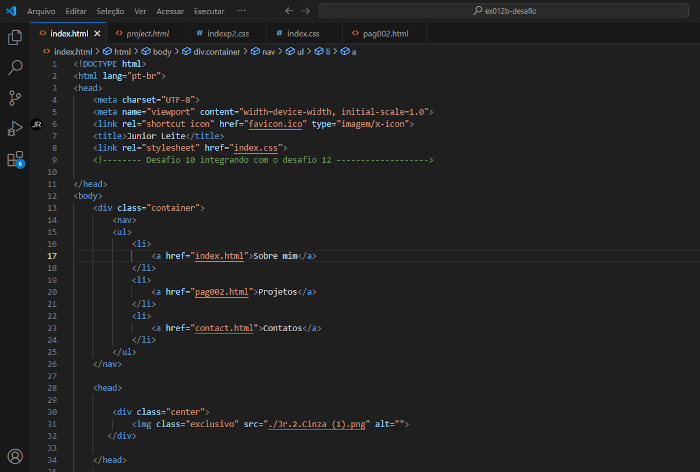 Arquivo Editar Seleção Ver Acessar Executar ··· ex012b-desafio
index.html project.html indexp2.css index.css pag002.html
index.html > html > body > div.container > nav > ul > li > a
1 <!DOCTYPE html>
2 <html lang="pt-br">
3 <head>
4 <meta charset="UTF-8">
5 <meta name="viewport" content="width=device-width, initial-scale=1.0">
JR 6 <link rel="shortcut icon" href="favicon.ico" type="imagem/x-icon">
7 <title>Junior Leite</title>
8 <link rel="stylesheet" href="index.css">
6 9 <!-------- Desafio 10 integrando com o desafio 12 ------------------->
10
11 </head>
12 <body>
13 <div class="container">
14 <nav>
15 <ul>
16 <li>
17 <a href="index.html">Sobre mim</a>
18 </li>
19 <li>
20 <a href="pag002.html">Projetos</a>
21 </li>
22 <li>
23 <a href="contact.html">Contatos</a>
24 </li>
25 </ul>
26 </nav>
27
28 <head>
29
30 <div class="center">
31 <img class="exclusivo" src="./Jr.2.Cinza (1).png" alt="">
32 </div>
33
34 </head>